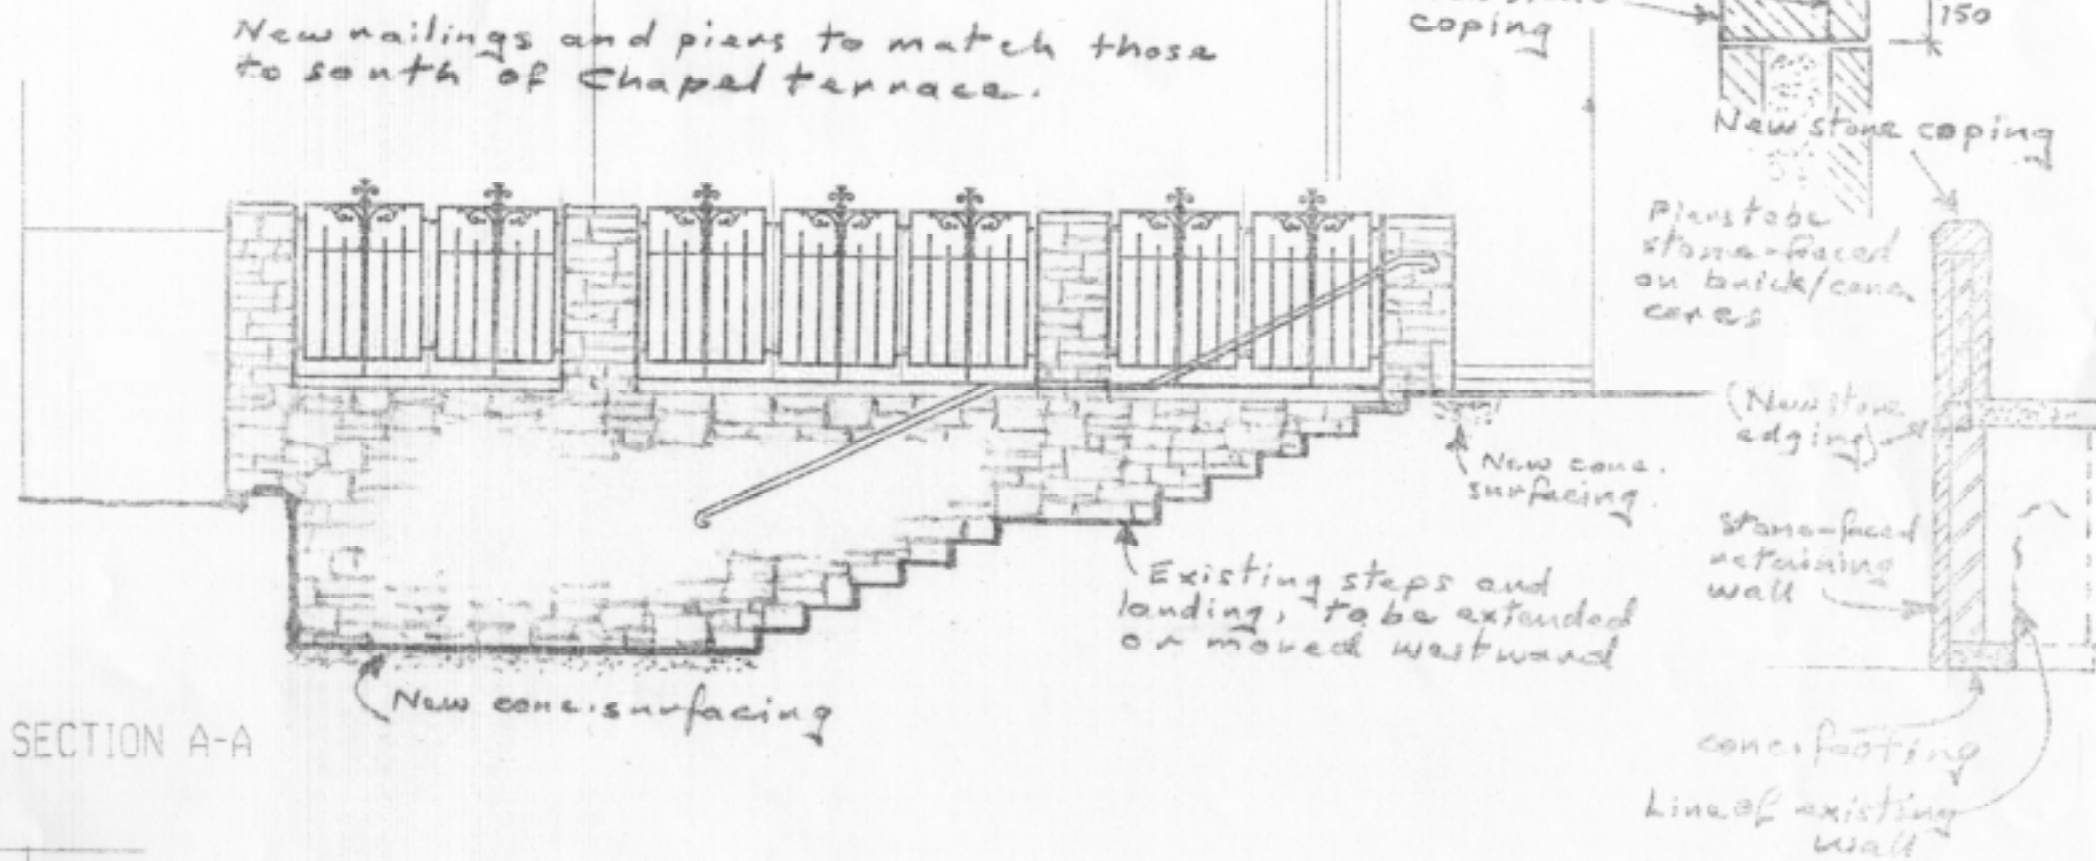 New railings and piers to match those
to south of Chapel terrace.
coping
150
New stone coping
Piers to be
stone-faced
on brick/conc.
cores
(New stone
edging)
New conc.
surfacing.
Stone-faced
retaining
wall
Existing steps and
landing, to be extended
or moved westward
New conc. surfacing
SECTION A-A
conc. footing
Line of existing
wall